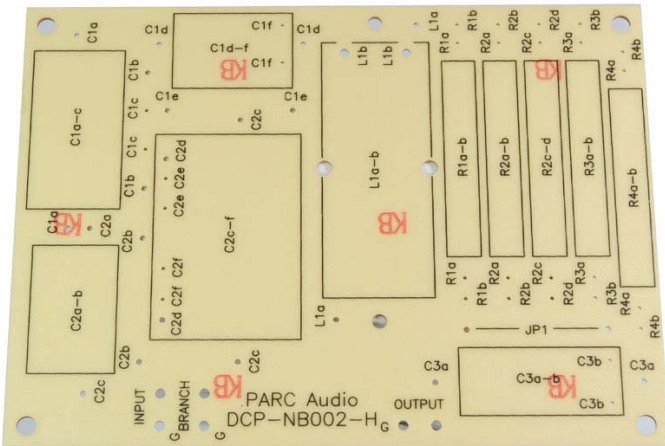 C1a
C1d
C1f
C1d
C1d-f
C1f
KB
C1b
C1a-c
C1c
C1e
C1e
C2c
C1c
C1b
C2d
C2e
C2e
C2c-f
C1a
KB
C2a
C2b
C2f
C2f
C2d
C2a-b
C2b
C2c
C2c
KB
L1a
L1b
L1b
L1a-b
KB
L1a
R1a
R1b
R2a
R2b
R2c
R2d
R3a
R3b
R4a
R4b
KB
R1a-b
R2a-b
R2c-d
R3a-b
R4a-b
R1a
R1b
R2a
R2b
R2c
R2d
R3a
R3b
R4a
R4b
JP1
C3a
C3b
C3a
C3a-b
KB
C3b
INPUT
G
BRANCH
G
PARC Audio
DCP-NB002-H
OUTPUT
G